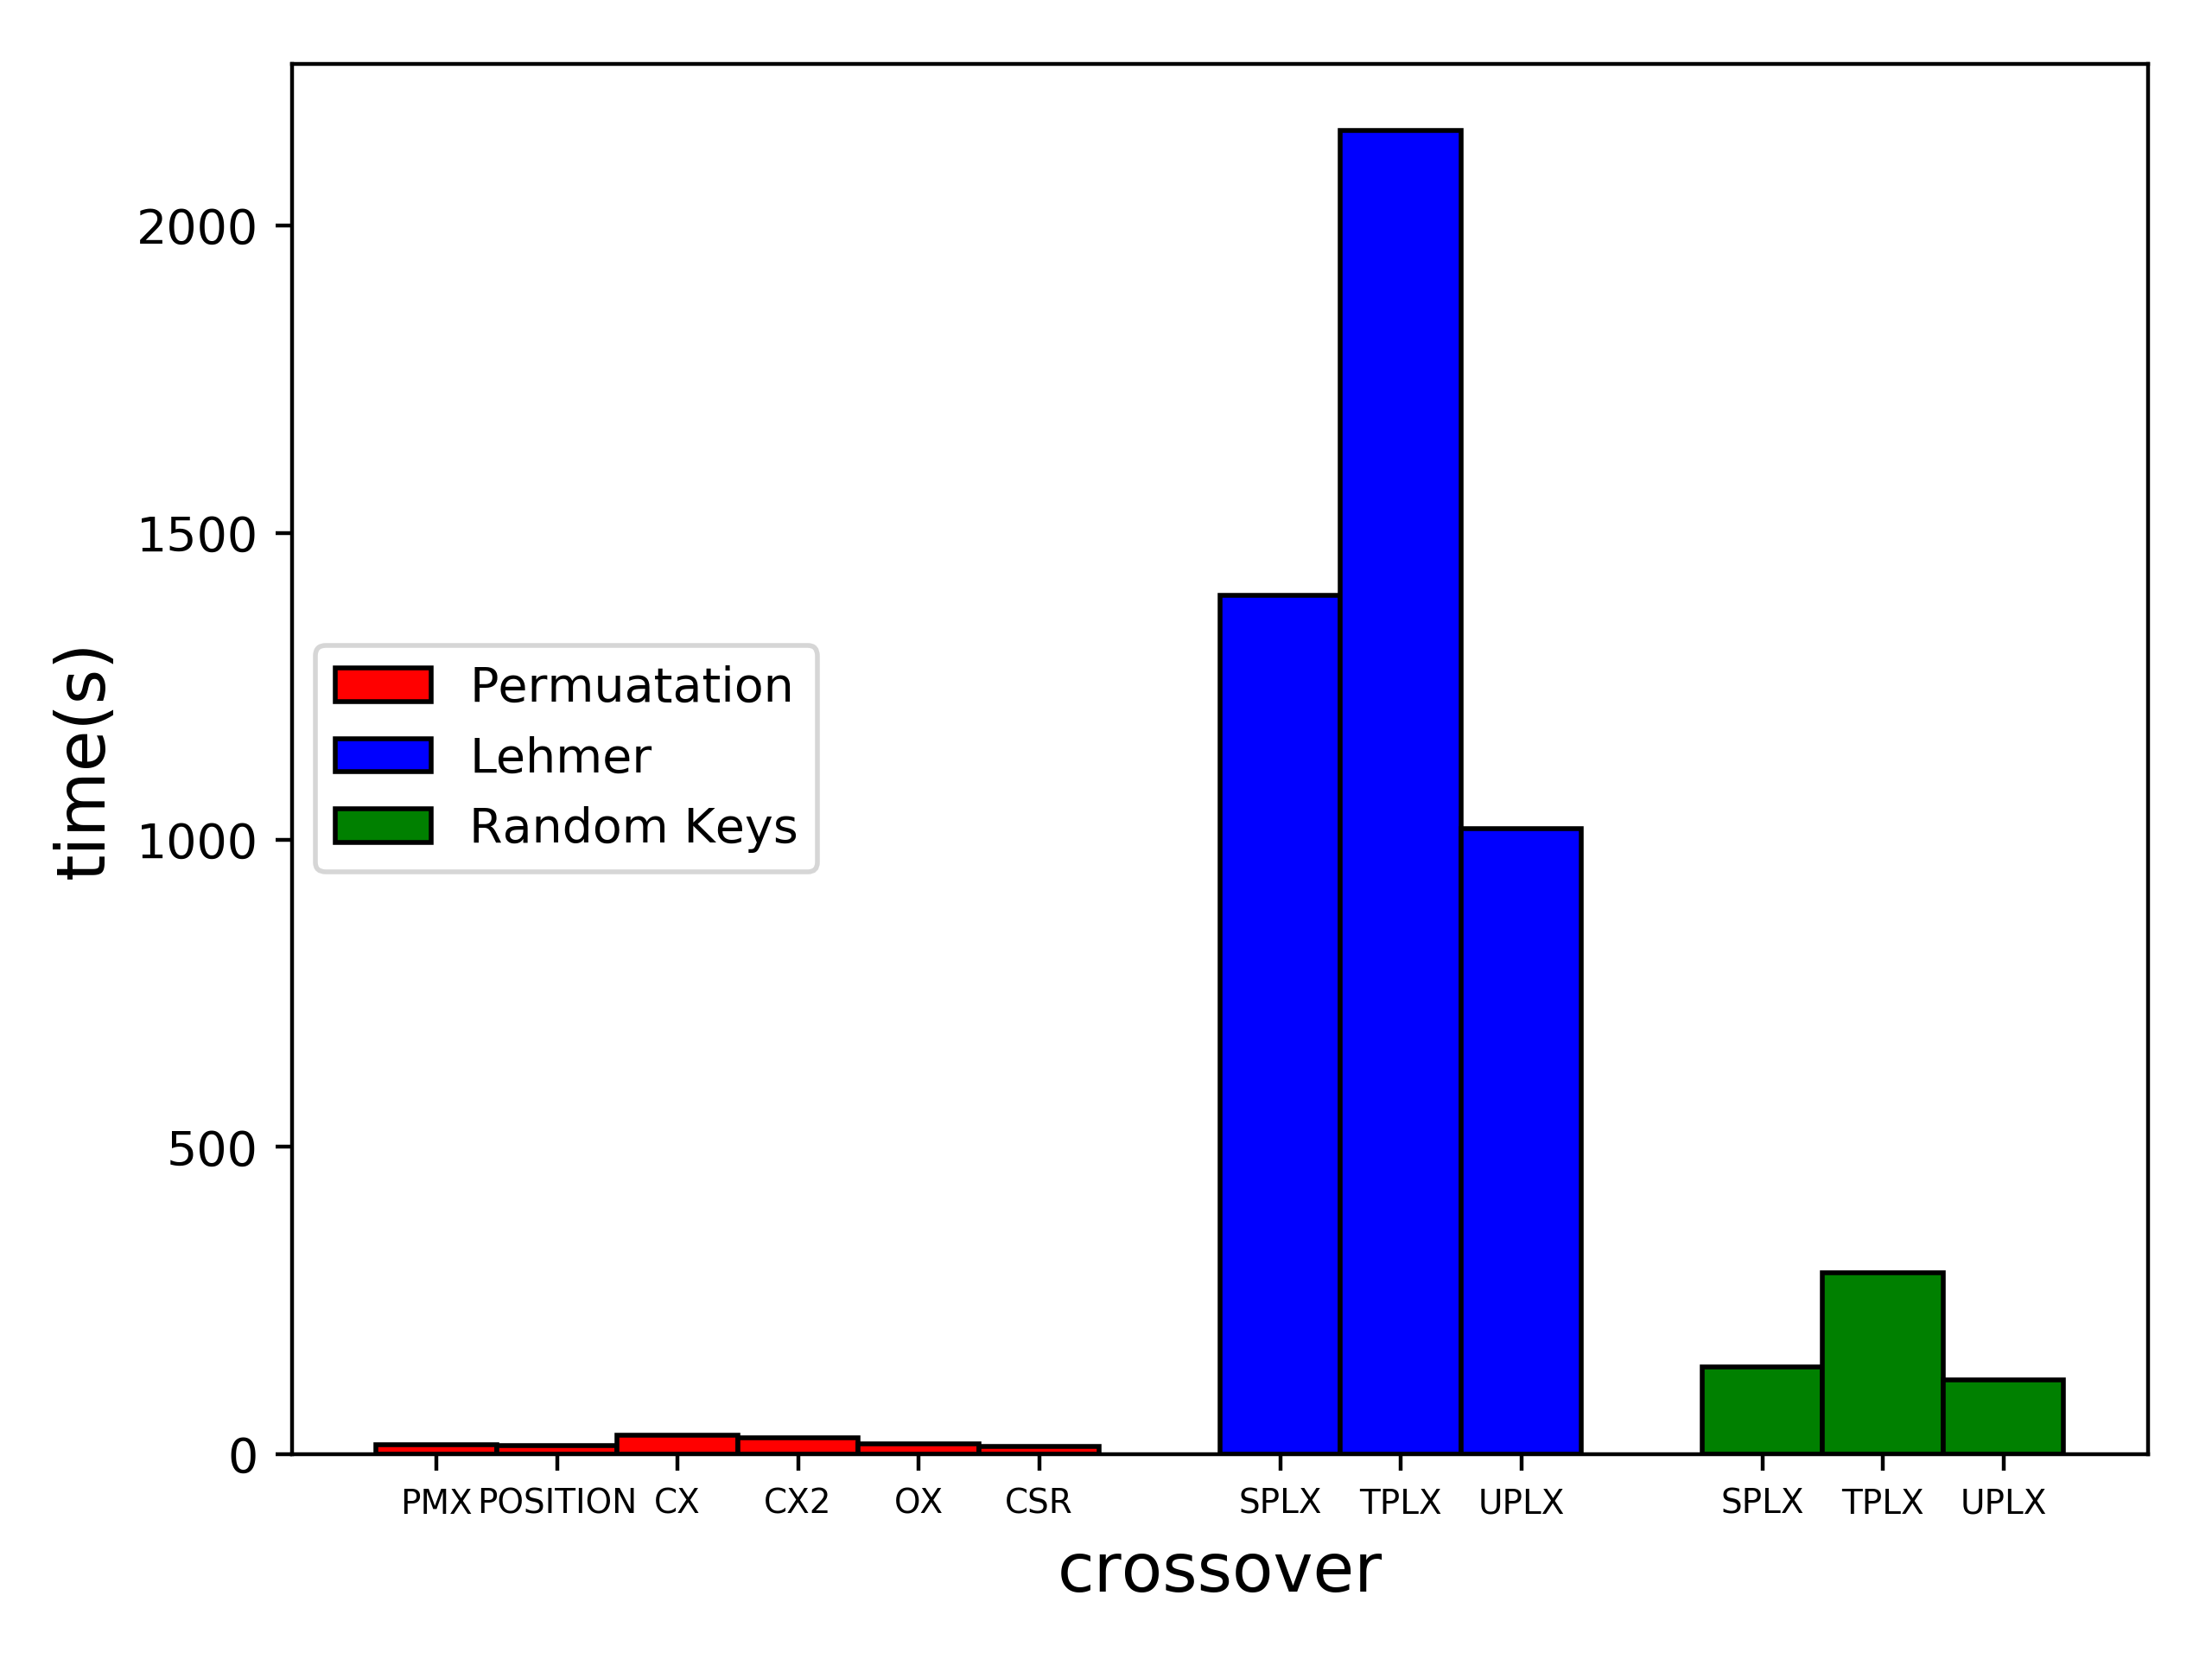 time(s)
2000
1500
1000
500
0
Permuatation
Lehmer
Random Keys
PMX POSITION CX CX2 OX CSR SPLX TPLX UPLX SPLX TPLX UPLX
crossover